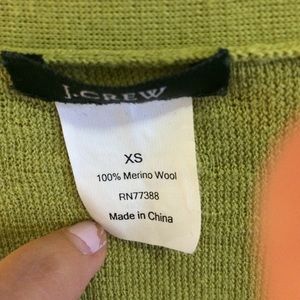 J.CREW
XS
100% Merino Wool
RN77388
Made in China